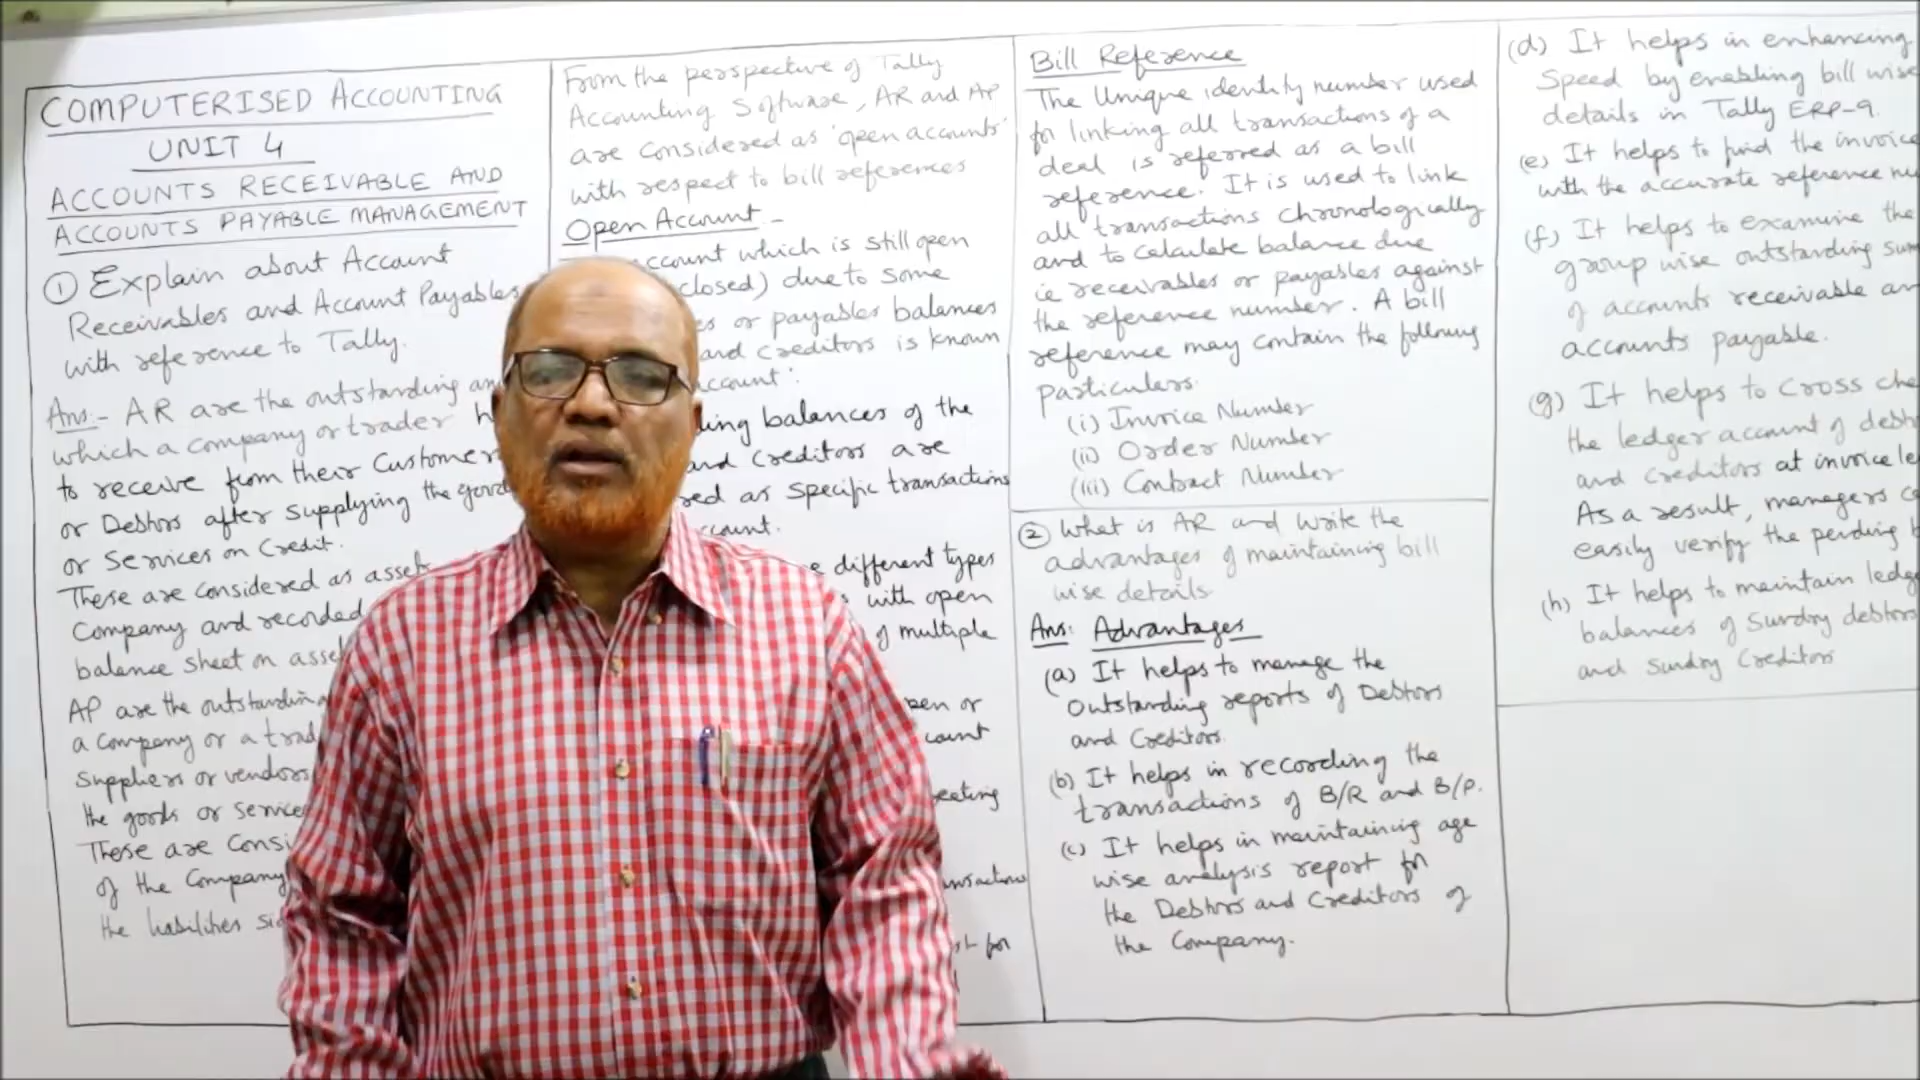 COMPUTERISED ACCOUNTING
UNIT 4
ACCOUNTS RECEIVABLE AND
ACCOUNTS PAYABLE MANAGEMENT
① Explain about Account
Receivables and Account Payables
with reference to Tally.
Ans:- AR are the outstanding
which a company or trader
to receive from their Customer
or Debtors after supplying the good
or Services on Credit.
These are considered as assets
Company and recorded
balance sheet on asset
AP are the outstanding
a Company or a
Suppliers or vendors
the goods or services
These are
of the Company
the liabilities
From the perspective of Tally
Accounting Software, AR and AP
are considered as 'open accounts'
with respect to bill references
Open Account -
account which is still open
closed) due to some
or payables balances
and creditors is known
account'.
balances of the
and Creditors are
as specific transactions
different types
with open
of multiple
or
for
Bill Reference
The Unique identity number used
for linking all transactions of a
deal is referred as a bill
reference. It is used to link
all transactions chronologically
and to calculate balance due
ie receivables or payables against
the reference number. A bill
reference may contain the following
Particulars.
(i) Invoice Number
(ii) Order Number
(iii) Contract Number
② What is AR and write the
advantages of maintaining bill
wise details.
Ans: Advantages
(a) It helps to manage the
Outstanding reports of Debtors
and Creditors.
(b) It helps in recording the
transactions of B/R and B/P.
(c) It helps in maintaining age
wise analysis report for
the Debtors and Creditors of
the Company.
(d) It helps in enhancing
Speed by enabling bill wise
details in Tally ERP-9.
(e) It helps to find the invoice
with the accurate reference
(f) It helps to examine the
group wise outstanding
of accounts receivable
accounts payable.
(g) It helps to cross
the ledger account of
and creditors at invoice
As a result, managers
easily verify the pending
(h) It helps to maintain
balances of Sundry debtors
and Sundry Creditors